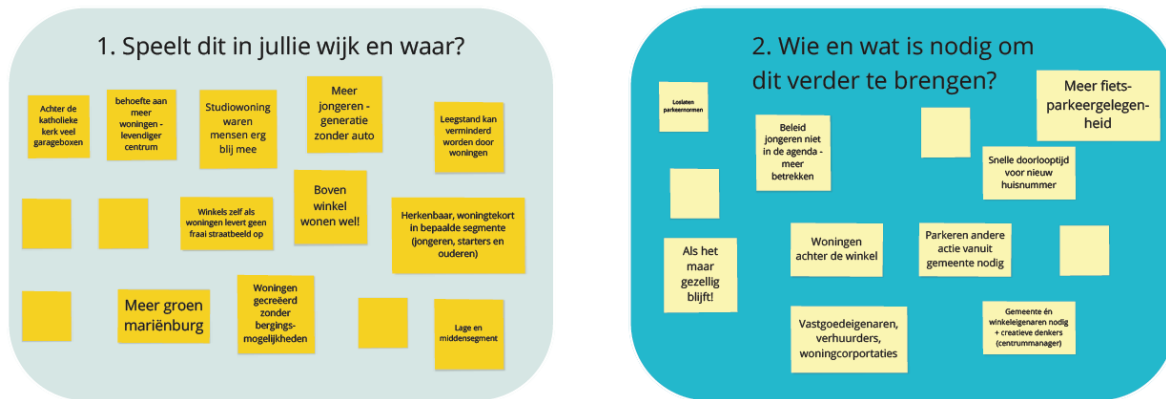 1. Speelt dit in jullie wijk en waar?
Achter de
katholieke
kerk veel
garageboxen
behoefte aan
meer
woningen -
levendiger
centrum
Studiowoning
waren
mensen erg
blij mee
Meer
jongeren -
generatie
zonder auto
Leegstand kan
verminderd
worden door
woningen
Winkels zelf als
woningen levert geen
fraai straatbeeld op
Boven
winkel
wonen wel!
Herkenbaar, woningtekort
in bepaalde segmente
(jongeren, starters en
ouderen)
Meer groen
mariënburg
Woningen
gecreëerd
zonder
bergings-
mogelijkheden
Lage en
middensegment
2. Wie en wat is nodig om
dit verder te brengen?
Loslaten
parkeernormen
Beleid
jongeren niet
in de agenda -
meer
betrekken
Meer fiets-
parkeergelegen-
heid
Snelle doorlooptijd
voor nieuw
huisnummer
Als het
maar
gezellig
blijft!
Woningen
achter de winkel
Parkeren andere
actie vanuit
gemeente nodig
Vastgoedeigenaren,
verhuurders,
woningcorportaties
Gemeente én
winkeleigenaren nodig
+ creatieve denkers
(centrummanager)